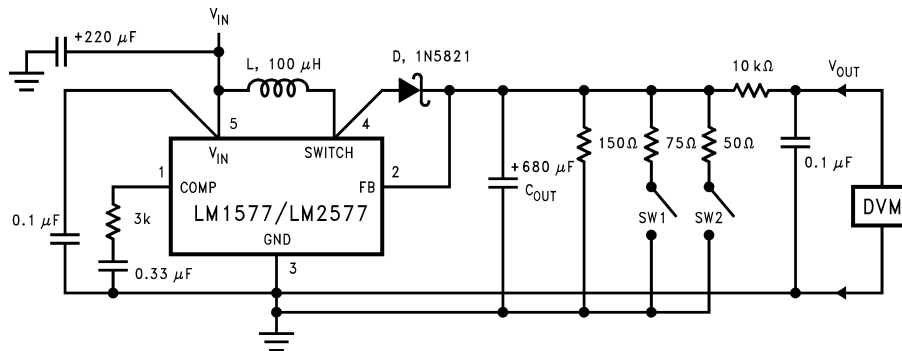 V_IN
+220 μF
L, 100 μH
D, 1N5821
10 kΩ
V_OUT
5
4
V_IN
SWITCH
150Ω
75Ω
50Ω
1
2
+680 μF
0.1 μF
COMP
FB
C_OUT
LM1577/LM2577
DVM
0.1 μF
3k
SW1
SW2
GND
3
0.33 μF